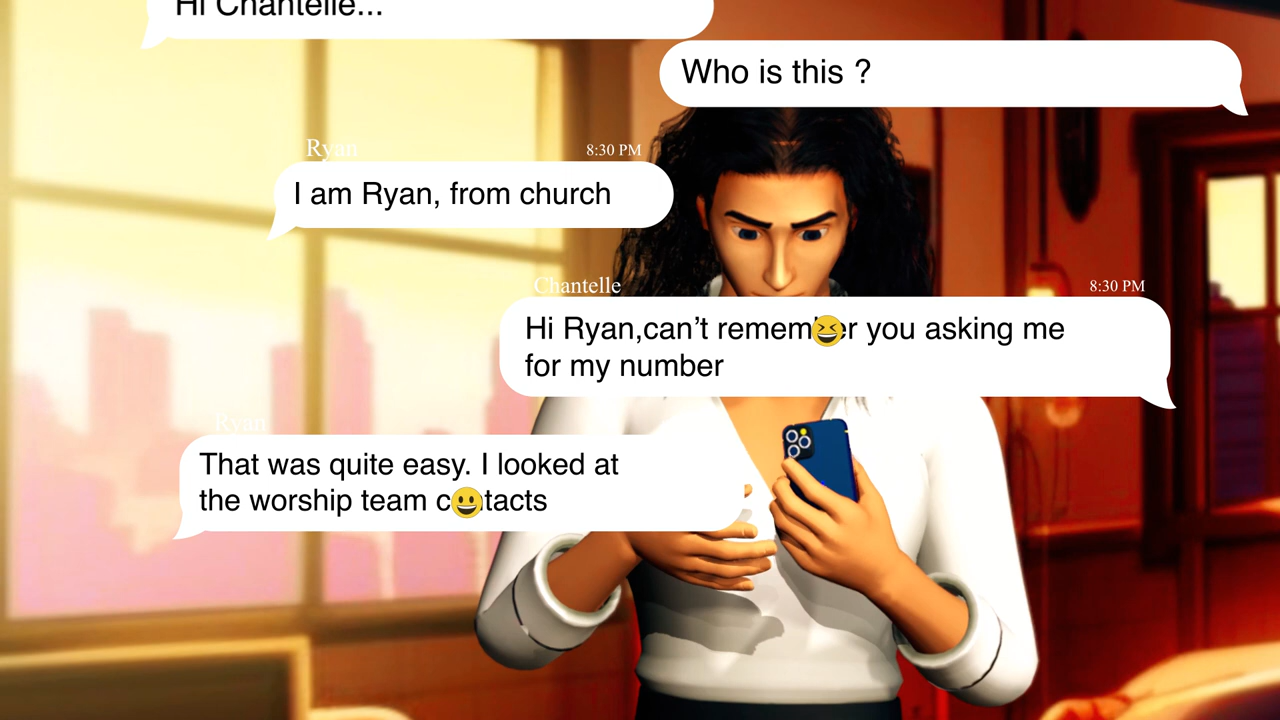 Hi Chantelle...
Who is this ?
Ryan 8:30 PM
I am Ryan, from church
Chantelle 8:30 PM
Hi Ryan,can't remem😆er you asking me
for my number
Ryan
That was quite easy. I looked at
the worship team c😀tacts